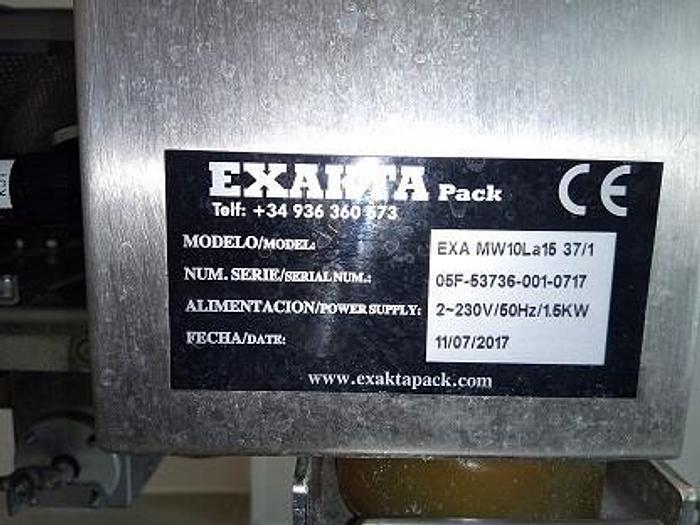 EXAKTA Pack
CE
Telf: +34 936 360 573
MODELO/MODEL: EXA MW10La15 37/1
NUM. SERIE/SERIAL NUM.: 05F-53736-001-0717
ALIMENTACION/POWER SUPPLY: 2~230V/50Hz/1.5KW
FECHA/DATE: 11/07/2017
www.exaktapack.com